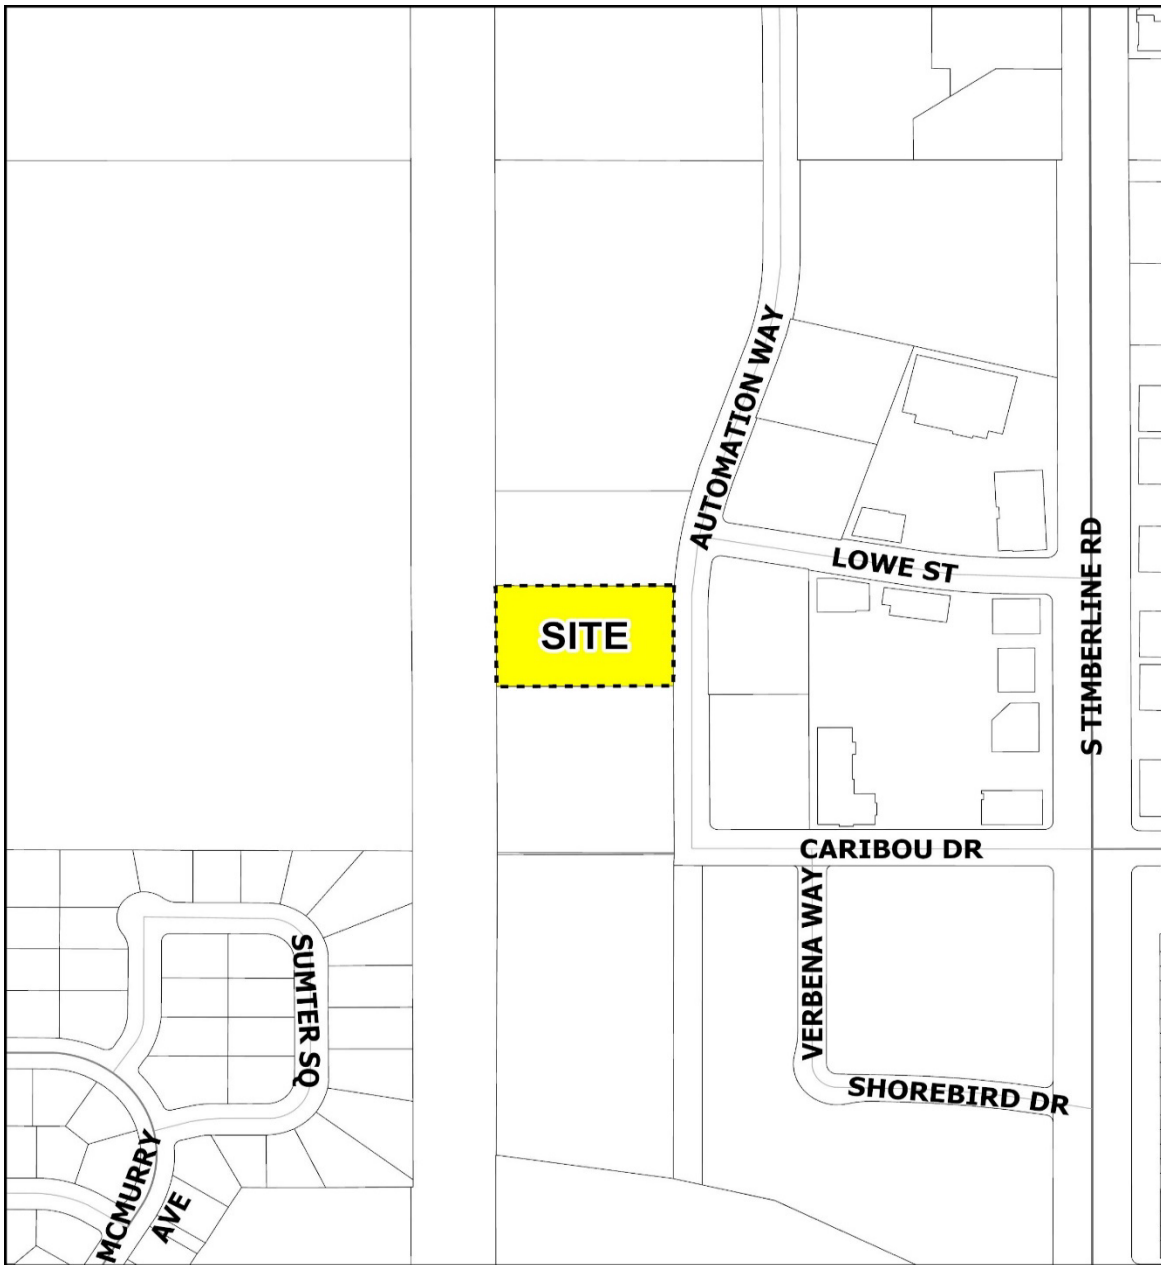 AUTOMATION WAY
LOWE ST
S TIMBERLINE RD
SITE
CARIBOU DR
VERBENA WAY
SUMTER SQ
SHOREBIRD DR
MCMURRY
AVE